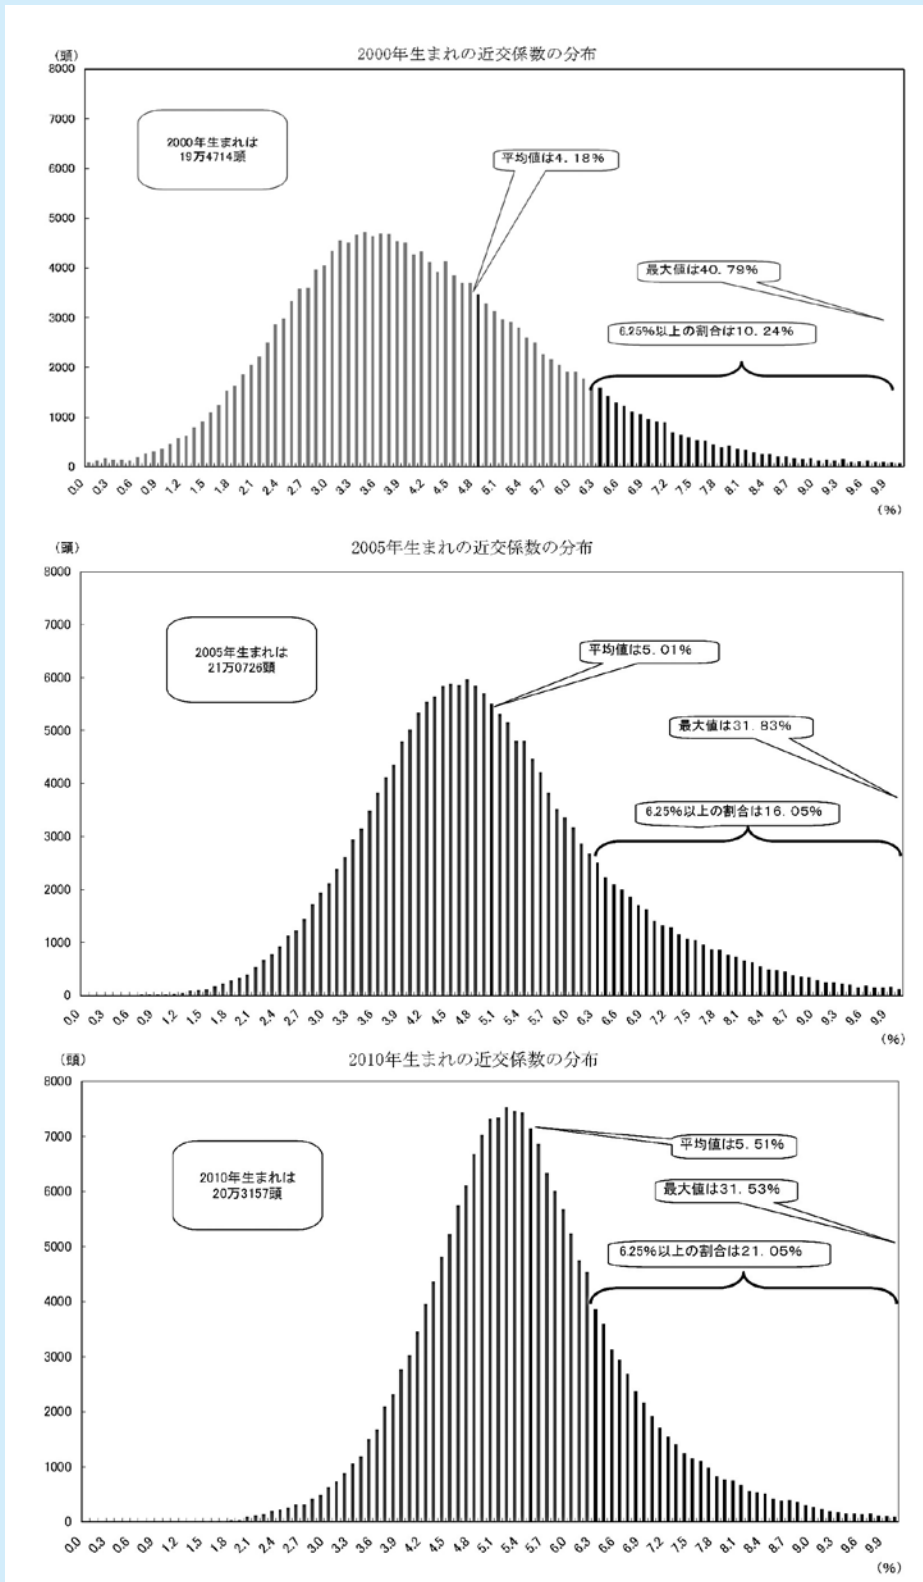 2000年生まれの近交係数の分布
(頭)
8000
7000
6000
5000
4000
3000
2000
1000
0
2000年生まれは
19万4714頭
平均値は4.18%
最大値は40.79%
6.25%以上の割合は10.24%
0.0 0.3 0.6 0.9 1.2 1.5 1.8 2.1 2.4 2.7 3.0 3.3 3.6 3.9 4.2 4.5 4.8 5.1 5.4 5.7 6.0 6.3 6.6 6.9 7.2 7.5 7.8 8.1 8.4 8.7 9.0 9.3 9.6 9.9
(%)
2005年生まれの近交係数の分布
(頭)
8000
7000
6000
5000
4000
3000
2000
1000
0
2005年生まれは
21万0726頭
平均値は5.01%
最大値は31.83%
6.25%以上の割合は16.05%
0.0 0.3 0.6 0.9 1.2 1.5 1.8 2.1 2.4 2.7 3.0 3.3 3.6 3.9 4.2 4.5 4.8 5.1 5.4 5.7 6.0 6.3 6.6 6.9 7.2 7.5 7.8 8.1 8.4 8.7 9.0 9.3 9.6 9.9
(%)
2010年生まれの近交係数の分布
(頭)
8000
7000
6000
5000
4000
3000
2000
1000
0
2010年生まれは
20万3157頭
平均値は5.51%
最大値は31.53%
6.25%以上の割合は21.05%
0.0 0.3 0.6 0.9 1.2 1.5 1.8 2.1 2.4 2.7 3.0 3.3 3.6 3.9 4.2 4.5 4.8 5.1 5.4 5.7 6.0 6.3 6.6 6.9 7.2 7.5 7.8 8.1 8.4 8.7 9.0 9.3 9.6 9.9
(%)